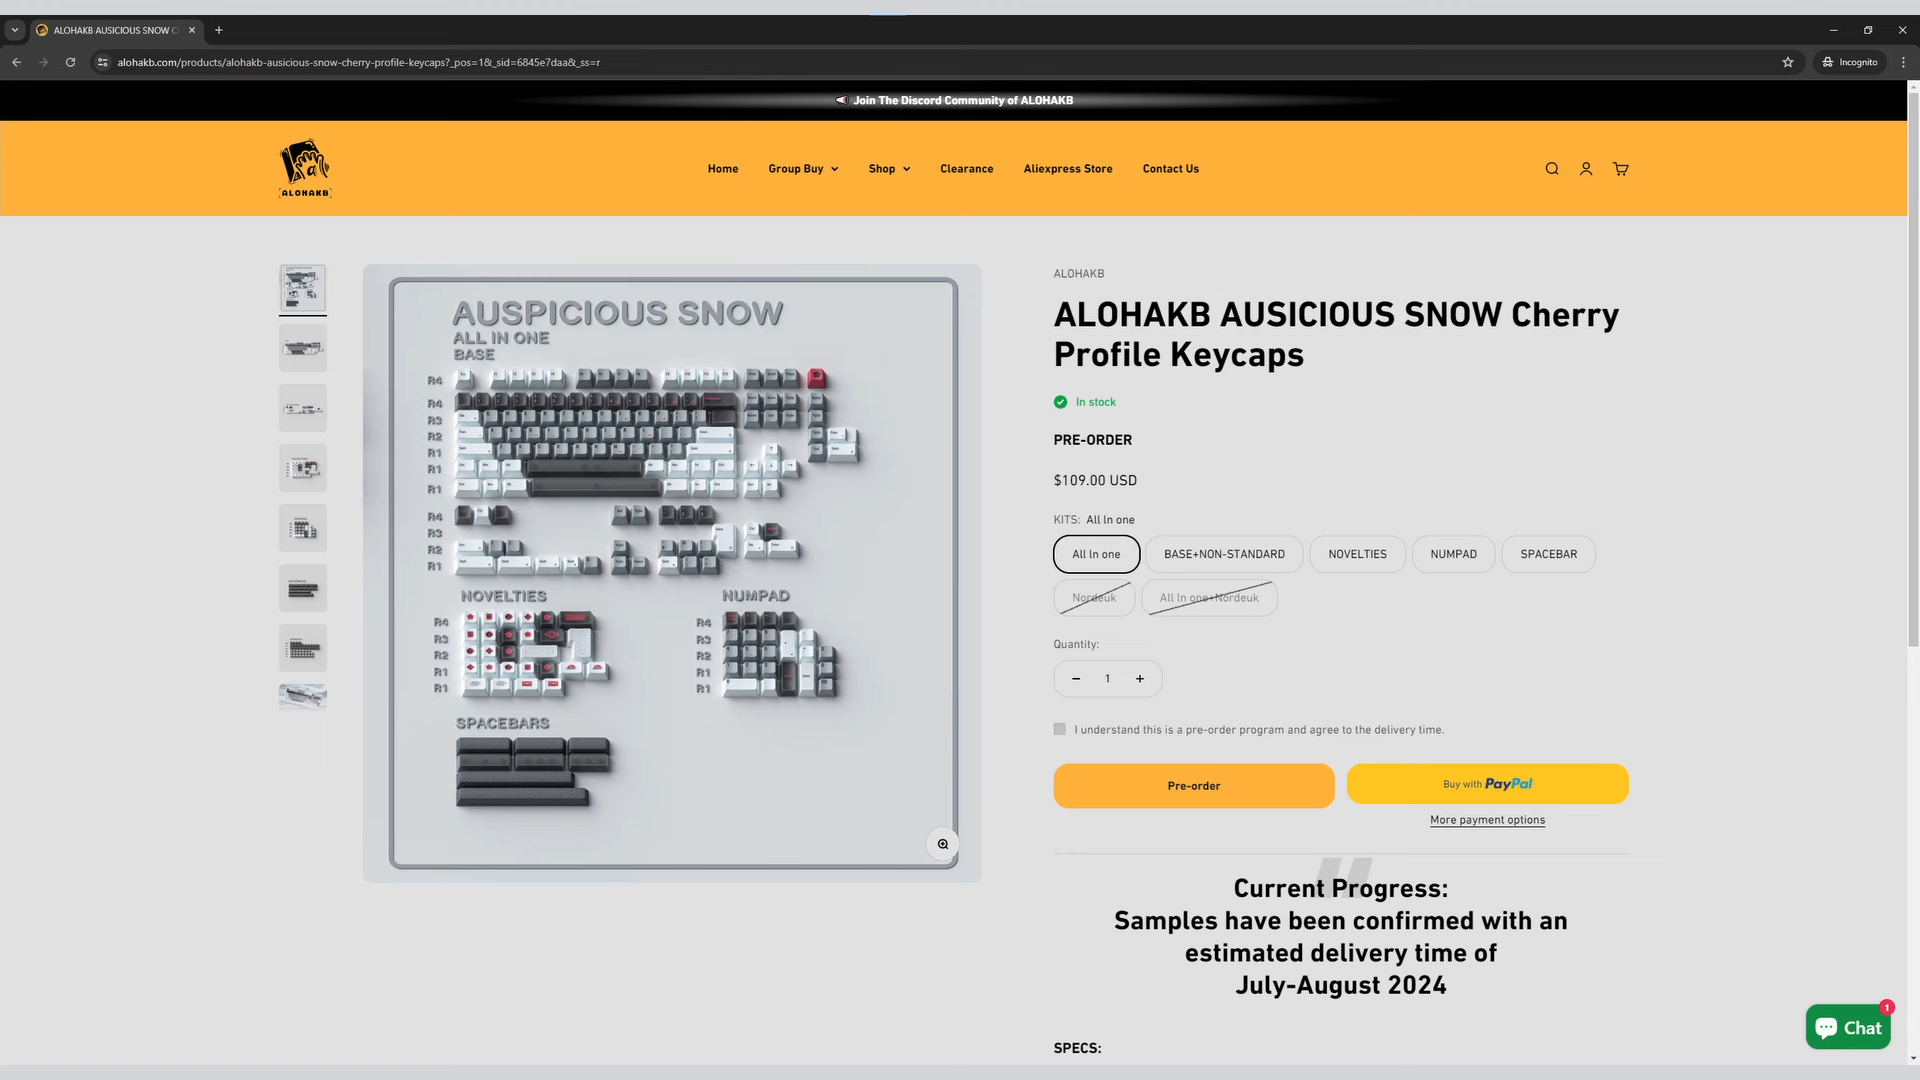 ALOHAKB AUSICIOUS SNOW C
alohakb.com/products/alohakb-ausicious-snow-cherry-profile-keycaps?_pos=1&_sid=6845e7daa&_ss=r
Incognito
Join The Discord Community of ALOHAKB
ALOHAKB
Home
Group Buy
Shop
Clearance
Aliexpress Store
Contact Us
AUSPICIOUS SNOW
ALL IN ONE
BASE
R4
R4
R3
R2
R1
R1
R1
R4
R3
R2
R1
NOVELTIES
R4
R3
R2
R1
R1
NUMPAD
R4
R3
R2
R1
R1
SPACEBARS
ALOHAKB
ALOHAKB AUSICIOUS SNOW Cherry
Profile Keycaps
In stock
PRE-ORDER
$109.00 USD
KITS: All ln one
All ln one
BASE+NON-STANDARD
NOVELTIES
NUMPAD
SPACEBAR
Nordeuk
All ln one+Nordeuk
Quantity:
− 1 +
I understand this is a pre-order program and agree to the delivery time.
Pre-order
Buy with PayPal
More payment options
Current Progress:
Samples have been confirmed with an
estimated delivery time of
July-August 2024
SPECS:
Chat
1